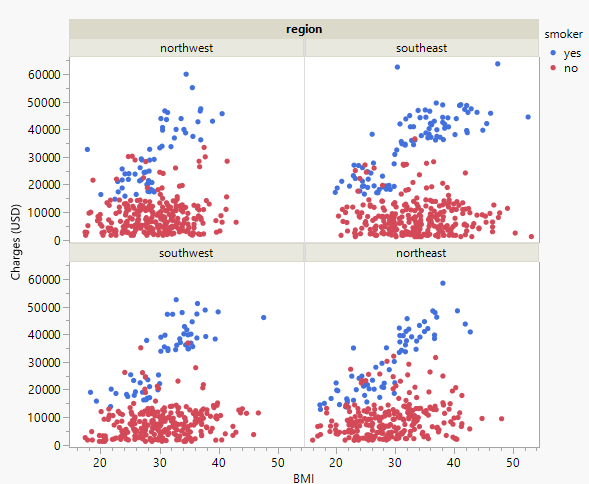 region
smoker
northwest
southeast
yes
no
60000
50000
40000
30000
20000
10000
0
Charges (USD)
southwest
northeast
60000
50000
40000
30000
20000
10000
0
20 30 40 50 20 30 40 50
BMI